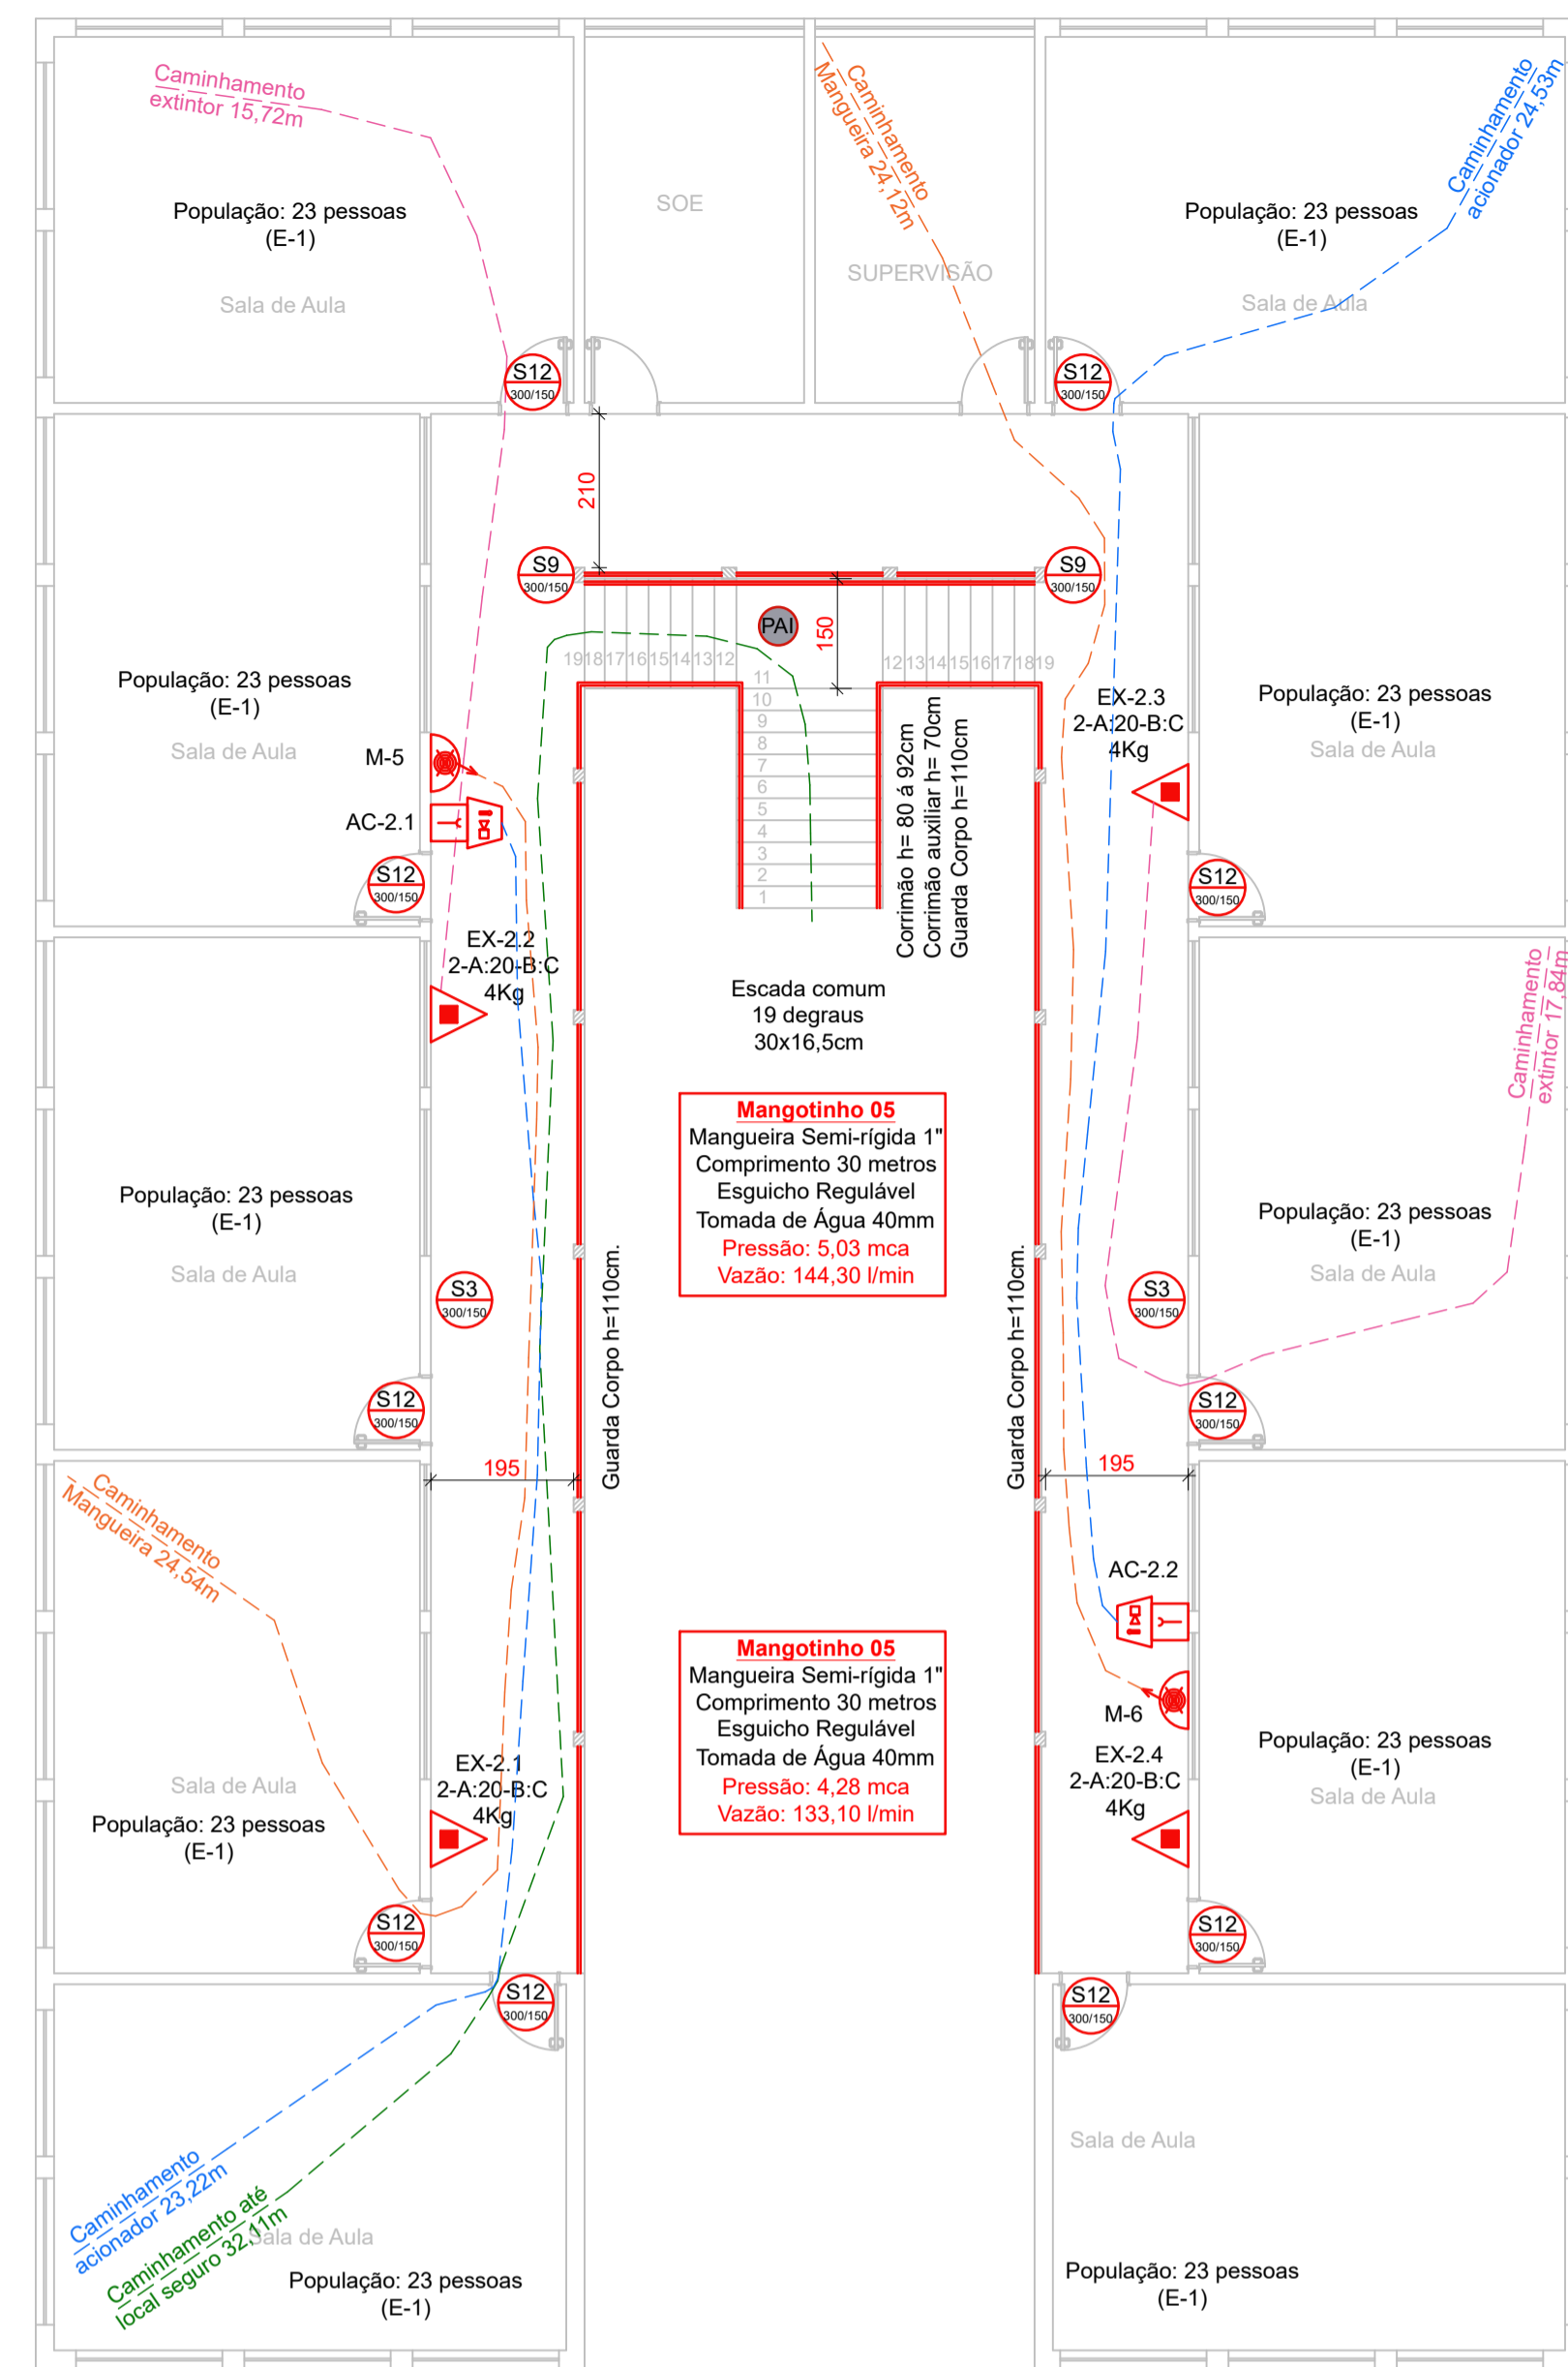 Caminhamento
extintor 15,72m
População: 23 pessoas
(E-1)
Sala de Aula
SOE
Caminhamento
Mangueira 24,12m
SUPERVISÃO
Caminhamento
acionador 24,53m
População: 23 pessoas
(E-1)
Sala de Aula
S12
300/150
S12
300/150
210
S9
300/150
S9
300/150
PAI
150
19 18 17 16 15 14 13 12
12 13 14 15 16 17 18 19
11
10
9
8
7
6
5
4
3
2
1
População: 23 pessoas
(E-1)
Sala de Aula
M-5
AC-2.1
S12
300/150
Corrimão h= 80 á 92cm
Corrimão auxiliar h= 70cm
Guarda Corpo h=110cm
EX-2.3
2-A:20-B:C
4Kg
População: 23 pessoas
(E-1)
Sala de Aula
S12
300/150
EX-2.2
2-A:20-B:C
4Kg
Escada comum
19 degraus
30x16,5cm
Caminhamento
extintor 17,84m
Mangotinho 05
Mangueira Semi-rígida 1"
Comprimento 30 metros
Esguicho Regulável
Tomada de Água 40mm
Pressão: 5,03 mca
Vazão: 144,30 l/min
População: 23 pessoas
(E-1)
Sala de Aula
S3
300/150
S12
300/150
Guarda Corpo h=110cm.
Guarda Corpo h=110cm.
População: 23 pessoas
(E-1)
Sala de Aula
S3
300/150
S12
300/150
195
195
Caminhamento
Mangueira 24,54m
AC-2.2
M-6
EX-2.4
2-A:20-B:C
4Kg
Mangotinho 05
Mangueira Semi-rígida 1"
Comprimento 30 metros
Esguicho Regulável
Tomada de Água 40mm
Pressão: 4,28 mca
Vazão: 133,10 l/min
EX-2.1
2-A:20-B:C
4Kg
Sala de Aula
População: 23 pessoas
(E-1)
População: 23 pessoas
(E-1)
Sala de Aula
S12
300/150
S12
300/150
S12
300/150
S12
300/150
Caminhamento
acionador 23,22m
Caminhamento até
local seguro 32,11m
Sala de Aula
População: 23 pessoas
(E-1)
Sala de Aula
População: 23 pessoas
(E-1)